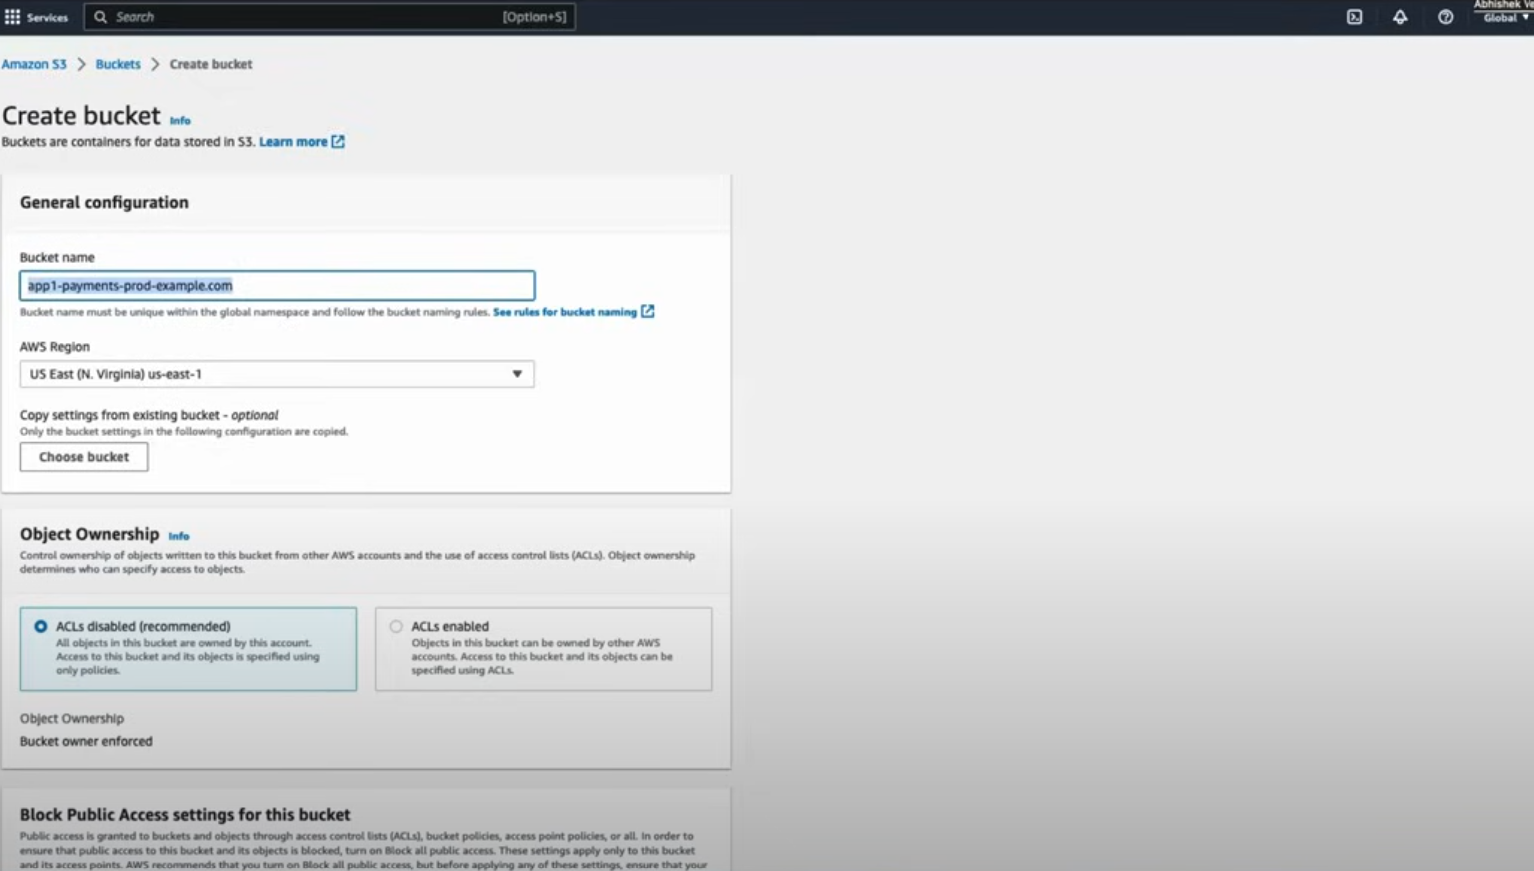 Services
Search [Option+S]
Abhishek Ve
Global
Amazon S3 > Buckets > Create bucket
Create bucket Info
Buckets are containers for data stored in S3. Learn more
General configuration
Bucket name
app1-payments-prod-example.com
Bucket name must be unique within the global namespace and follow the bucket naming rules. See rules for bucket naming
AWS Region
US East (N. Virginia) us-east-1
Copy settings from existing bucket - optional
Only the bucket settings in the following configuration are copied.
Choose bucket
Object Ownership Info
Control ownership of objects written to this bucket from other AWS accounts and the use of access control lists (ACLs). Object ownership
determines who can specify access to objects.
ACLs disabled (recommended)
All objects in this bucket are owned by this account.
Access to this bucket and its objects is specified using
only policies.
ACLs enabled
Objects in this bucket can be owned by other AWS
accounts. Access to this bucket and its objects can be
specified using ACLs.
Object Ownership
Bucket owner enforced
Block Public Access settings for this bucket
Public access is granted to buckets and objects through access control lists (ACLs), bucket policies, access point policies, or all. In order to
ensure that public access to this bucket and its objects is blocked, turn on Block all public access. These settings apply only to this bucket
and its access points. AWS recommends that you turn on Block all public access, but before applying any of these settings, ensure that your